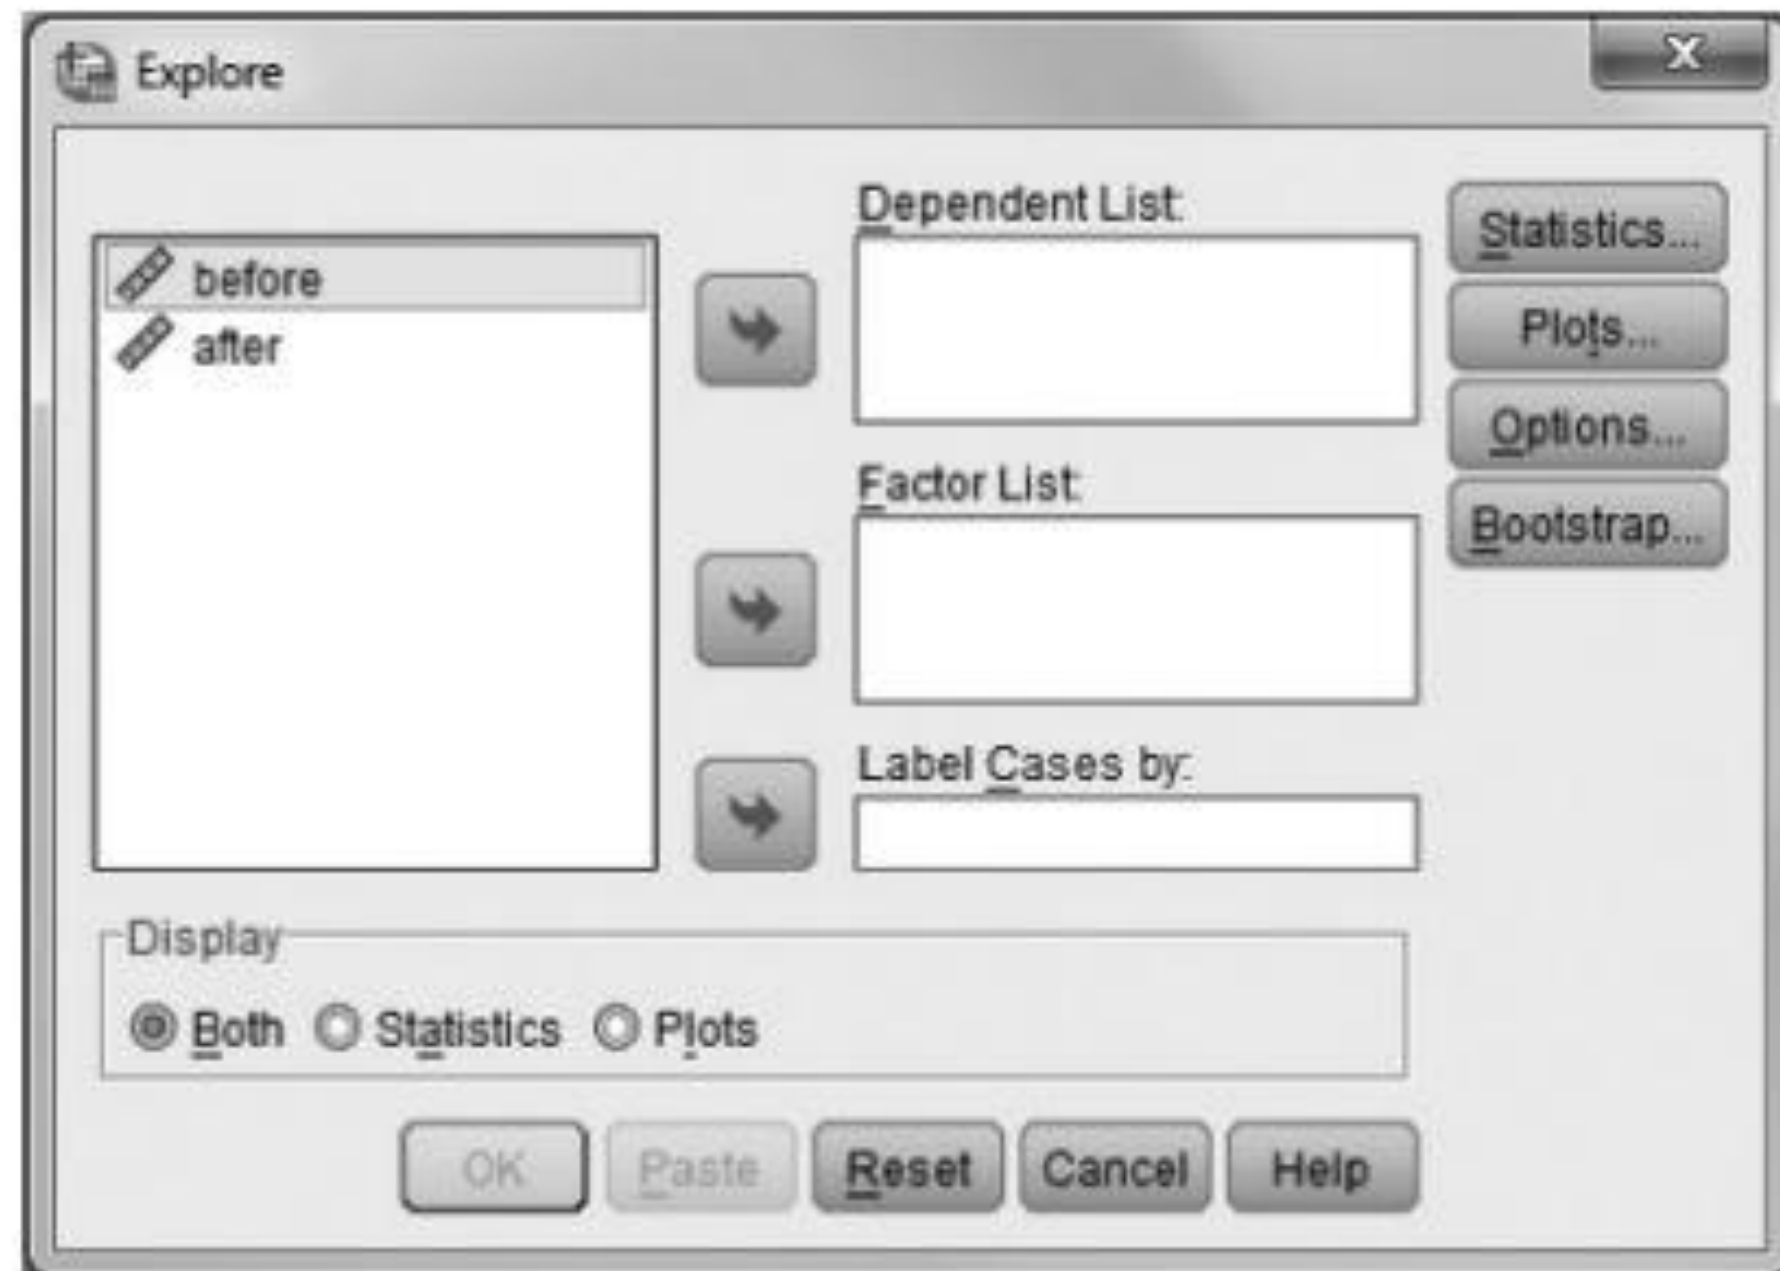 Explore
before
after
Dependent List:
Factor List:
Label Cases by:
Statistics...
Plots...
Options...
Bootstrap...
Display
Both Statistics Plots
OK Paste Reset Cancel Help